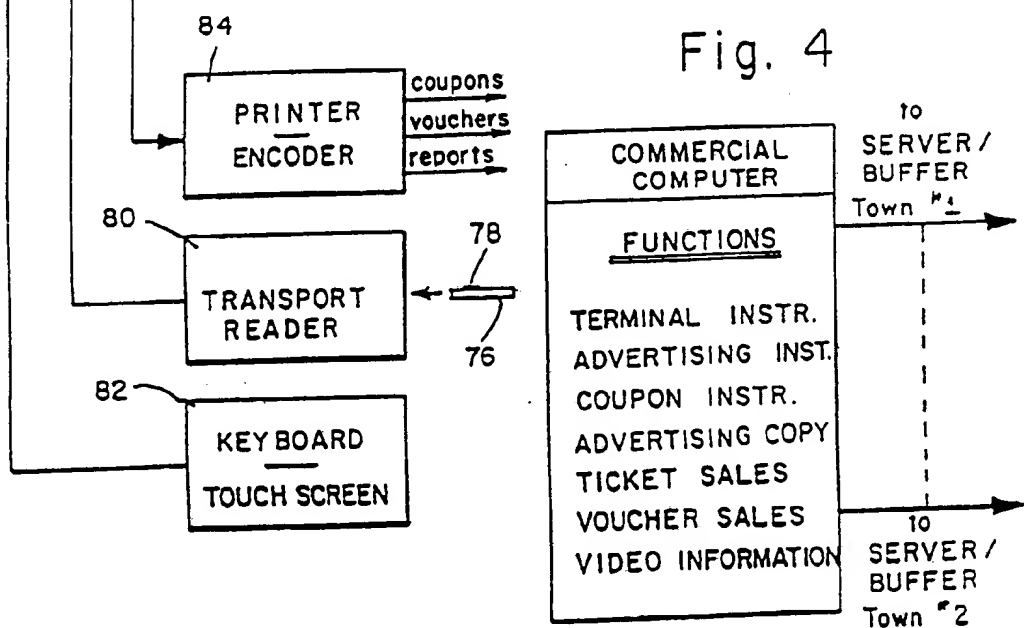 84
PRINTER
ENCODER
coupons
vouchers
reports
80
TRANSPORT
READER
78
76
82
KEYBOARD
TOUCH SCREEN
Fig. 4
COMMERCIAL
COMPUTER
FUNCTIONS
TERMINAL INSTR.
ADVERTISING INST.
COUPON INSTR.
ADVERTISING COPY
TICKET SALES
VOUCHER SALES
VIDEO INFORMATION
to
SERVER/
BUFFER
Town #1
to
SERVER/
BUFFER
Town #2